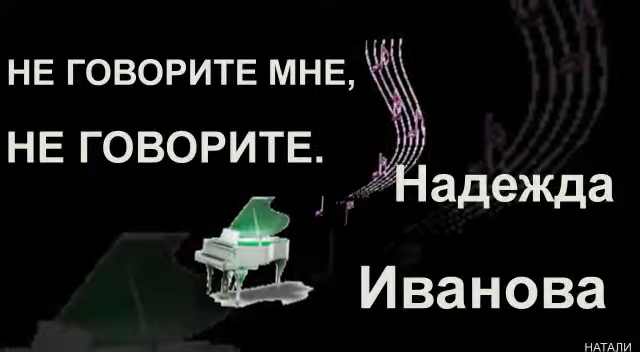 НЕ ГОВОРИТЕ МНЕ,
НЕ ГОВОРИТЕ.
Надежда
Иванова
НАТАЛИ